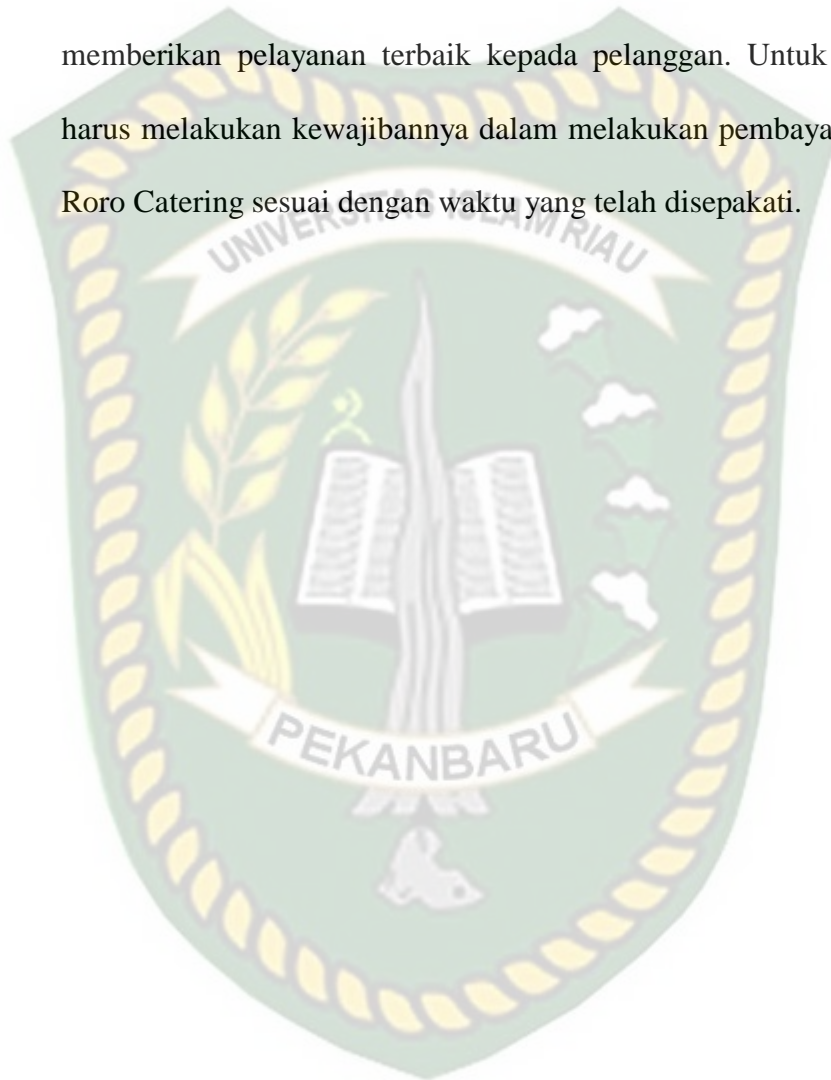 memberikan pelayanan terbaik kepada pelanggan. Untuk
harus melakukan kewajibannya dalam melakukan pembaya
Roro Catering sesuai dengan waktu yang telah disepakati.
UNIVERSITAS ISLAM RIAU
PEKANBARU